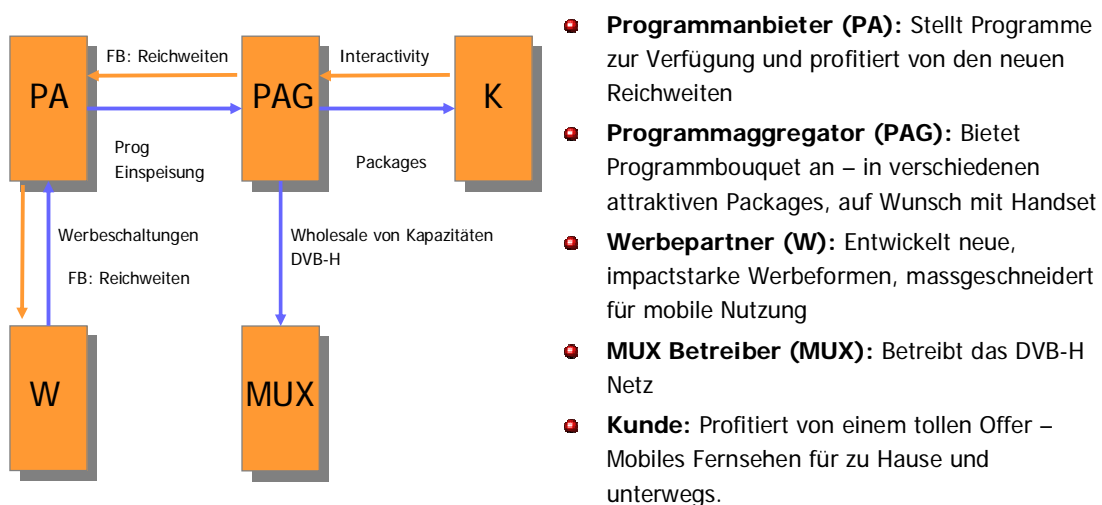 FB: Reichweiten
Interactivity
PA
PAG
K
Prog
Einspeisung
Packages
Werbeschaltungen
FB: Reichweiten
Wholesale von Kapazitäten
DVB-H
W
MUX
Programmanbieter (PA): Stellt Programme
zur Verfügung und profitiert von den neuen
Reichweiten
Programmaggregator (PAG): Bietet
Programmbouquet an – in verschiedenen
attraktiven Packages, auf Wunsch mit Handset
Werbepartner (W): Entwickelt neue,
impactstarke Werbeformen, massgeschneidert
für mobile Nutzung
MUX Betreiber (MUX): Betreibt das DVB-H
Netz
Kunde: Profitiert von einem tollen Offer –
Mobiles Fernsehen für zu Hause und
unterwegs.